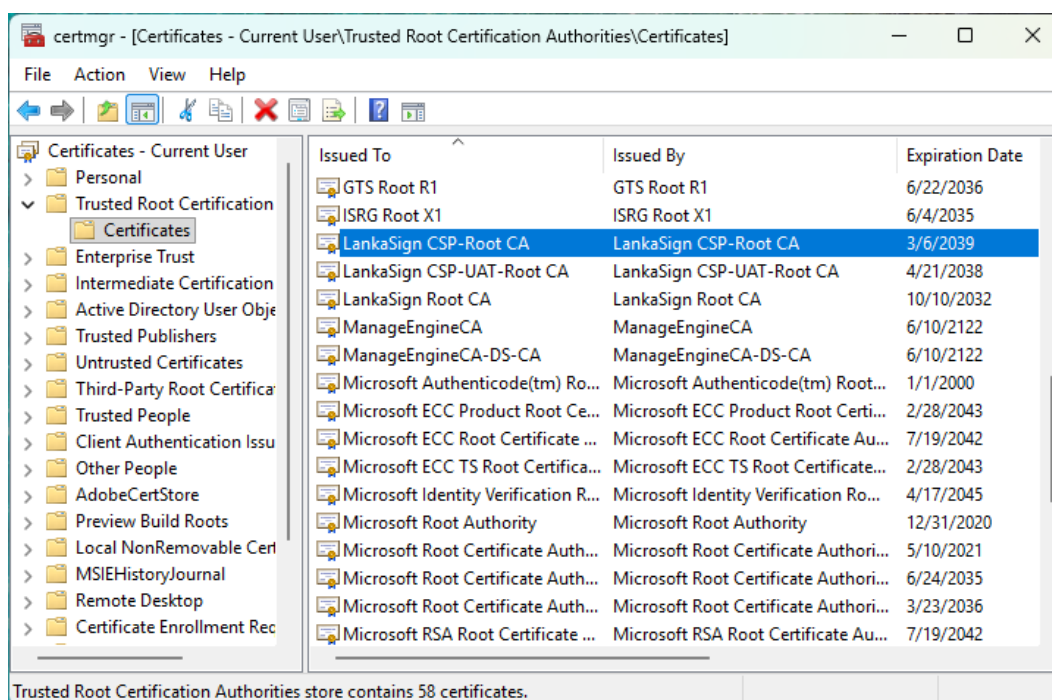 certmgr - [Certificates - Current User\Trusted Root Certification Authorities\Certificates]
File Action View Help
Certificates - Current User
Personal
Trusted Root Certification
Certificates
Enterprise Trust
Intermediate Certification
Active Directory User Obje
Trusted Publishers
Untrusted Certificates
Third-Party Root Certificat
Trusted People
Client Authentication Issu
Other People
AdobeCertStore
Preview Build Roots
Local NonRemovable Cert
MSIEHistoryJournal
Remote Desktop
Certificate Enrollment Req
Issued To Issued By Expiration Date
GTS Root R1 GTS Root R1 6/22/2036
ISRG Root X1 ISRG Root X1 6/4/2035
LankaSign CSP-Root CA LankaSign CSP-Root CA 3/6/2039
LankaSign CSP-UAT-Root CA LankaSign CSP-UAT-Root CA 4/21/2038
LankaSign Root CA LankaSign Root CA 10/10/2032
ManageEngineCA ManageEngineCA 6/10/2122
ManageEngineCA-DS-CA ManageEngineCA-DS-CA 6/10/2122
Microsoft Authenticode(tm) Ro... Microsoft Authenticode(tm) Root... 1/1/2000
Microsoft ECC Product Root Ce... Microsoft ECC Product Root Certi... 2/28/2043
Microsoft ECC Root Certificate ... Microsoft ECC Root Certificate Au... 7/19/2042
Microsoft ECC TS Root Certifica... Microsoft ECC TS Root Certificate... 2/28/2043
Microsoft Identity Verification R... Microsoft Identity Verification Ro... 4/17/2045
Microsoft Root Authority Microsoft Root Authority 12/31/2020
Microsoft Root Certificate Auth... Microsoft Root Certificate Authori... 5/10/2021
Microsoft Root Certificate Auth... Microsoft Root Certificate Authori... 6/24/2035
Microsoft Root Certificate Auth... Microsoft Root Certificate Authori... 3/23/2036
Microsoft RSA Root Certificate ... Microsoft RSA Root Certificate Au... 7/19/2042
Trusted Root Certification Authorities store contains 58 certificates.